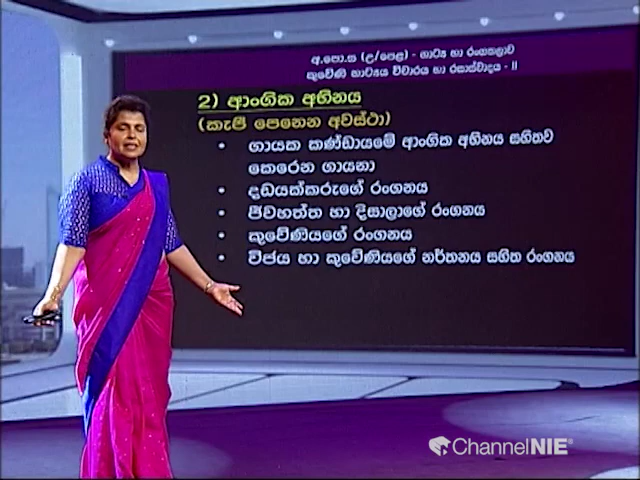 අ.පො.ස (උ/පෙළ) - නාට්‍ය හා රංගකලාව
කුවේණි නාට්‍යය විචාරය හා රසාස්වාදය - II
2) ආංගික අභිනය
(කැපී පෙනෙන අවස්ථා)
• ගායක කණ්ඩායමේ ආංගික අභිනය සහිතව
කෙරෙන ගායනා
• දඩයක්කරුගේ රංගනය
• ජීවහත්ත හා දිසාලාගේ රංගනය
• කුවේණියගේ රංගනය
• විජය හා කුවේණියගේ නර්තනය සහිත රංගනය
ChannelNIE